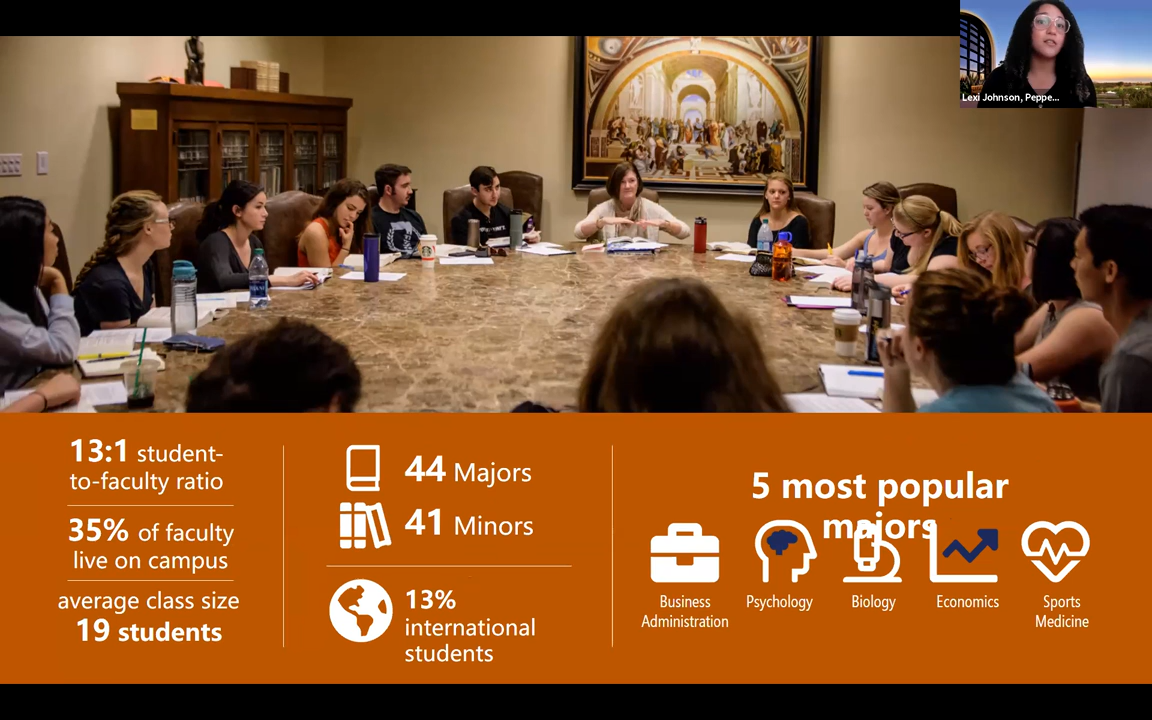 Lexi Johnson, Peppe...
13:1 student-
to-faculty ratio
35% of faculty
live on campus
average class size
19 students
44 Majors
41 Minors
13%
international
students
5 most popular
majors
Business
Administration
Psychology
Biology
Economics
Sports
Medicine